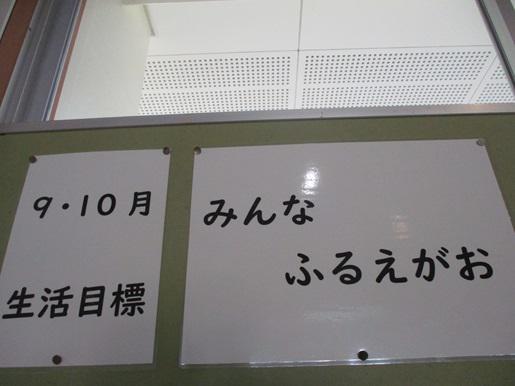 9・10月
生活目標
みんな
ふるえがお